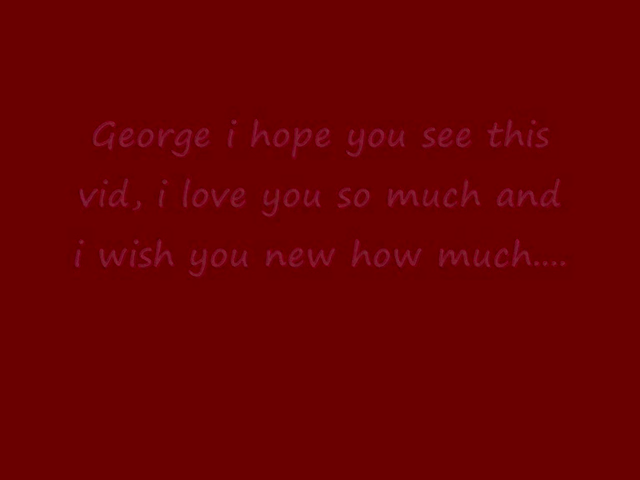 George i hope you see this
vid, i love you so much and
i wish you new how much....